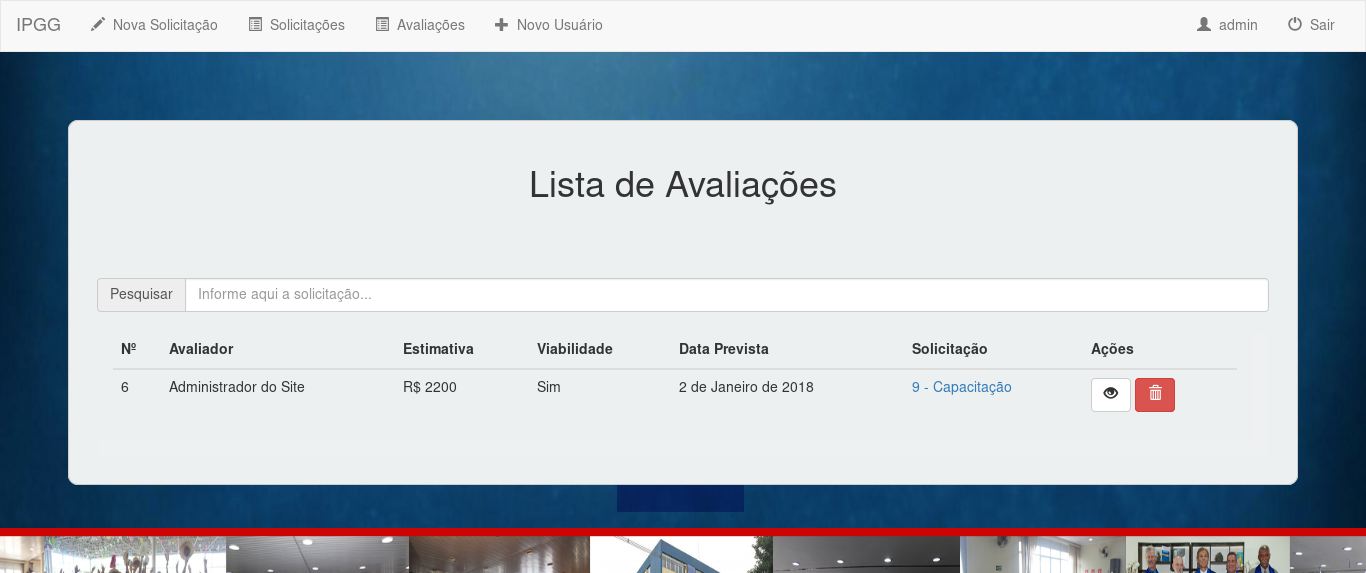 IPGG Nova Solicitação Solicitações Avaliações Novo Usuário admin Sair
Lista de Avaliações
Pesquisar Informe aqui a solicitação...
Nº Avaliador Estimativa Viabilidade Data Prevista Solicitação Ações
6 Administrador do Site R$ 2200 Sim 2 de Janeiro de 2018 9 - Capacitação